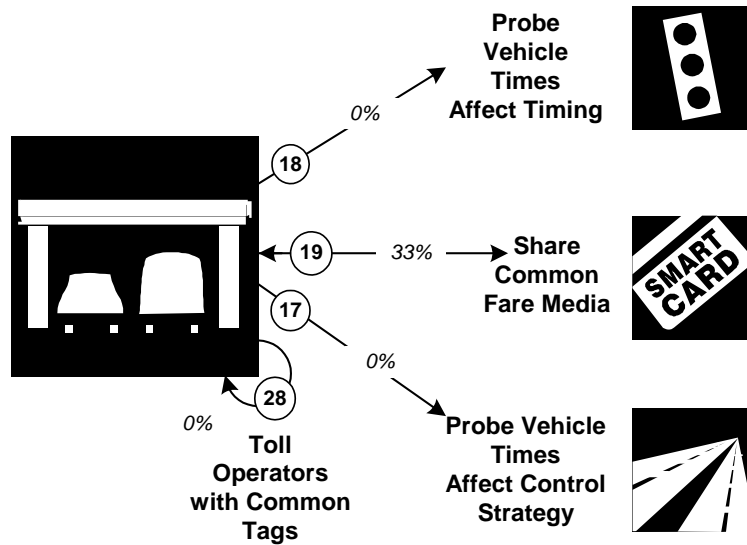 Probe
Vehicle
Times
Affect Timing
0%
18
19
33%
Share
Common
Fare Media
SMART
CARD
17
0%
28
0%
Toll
Operators
with Common
Tags
Probe Vehicle
Times
Affect Control
Strategy